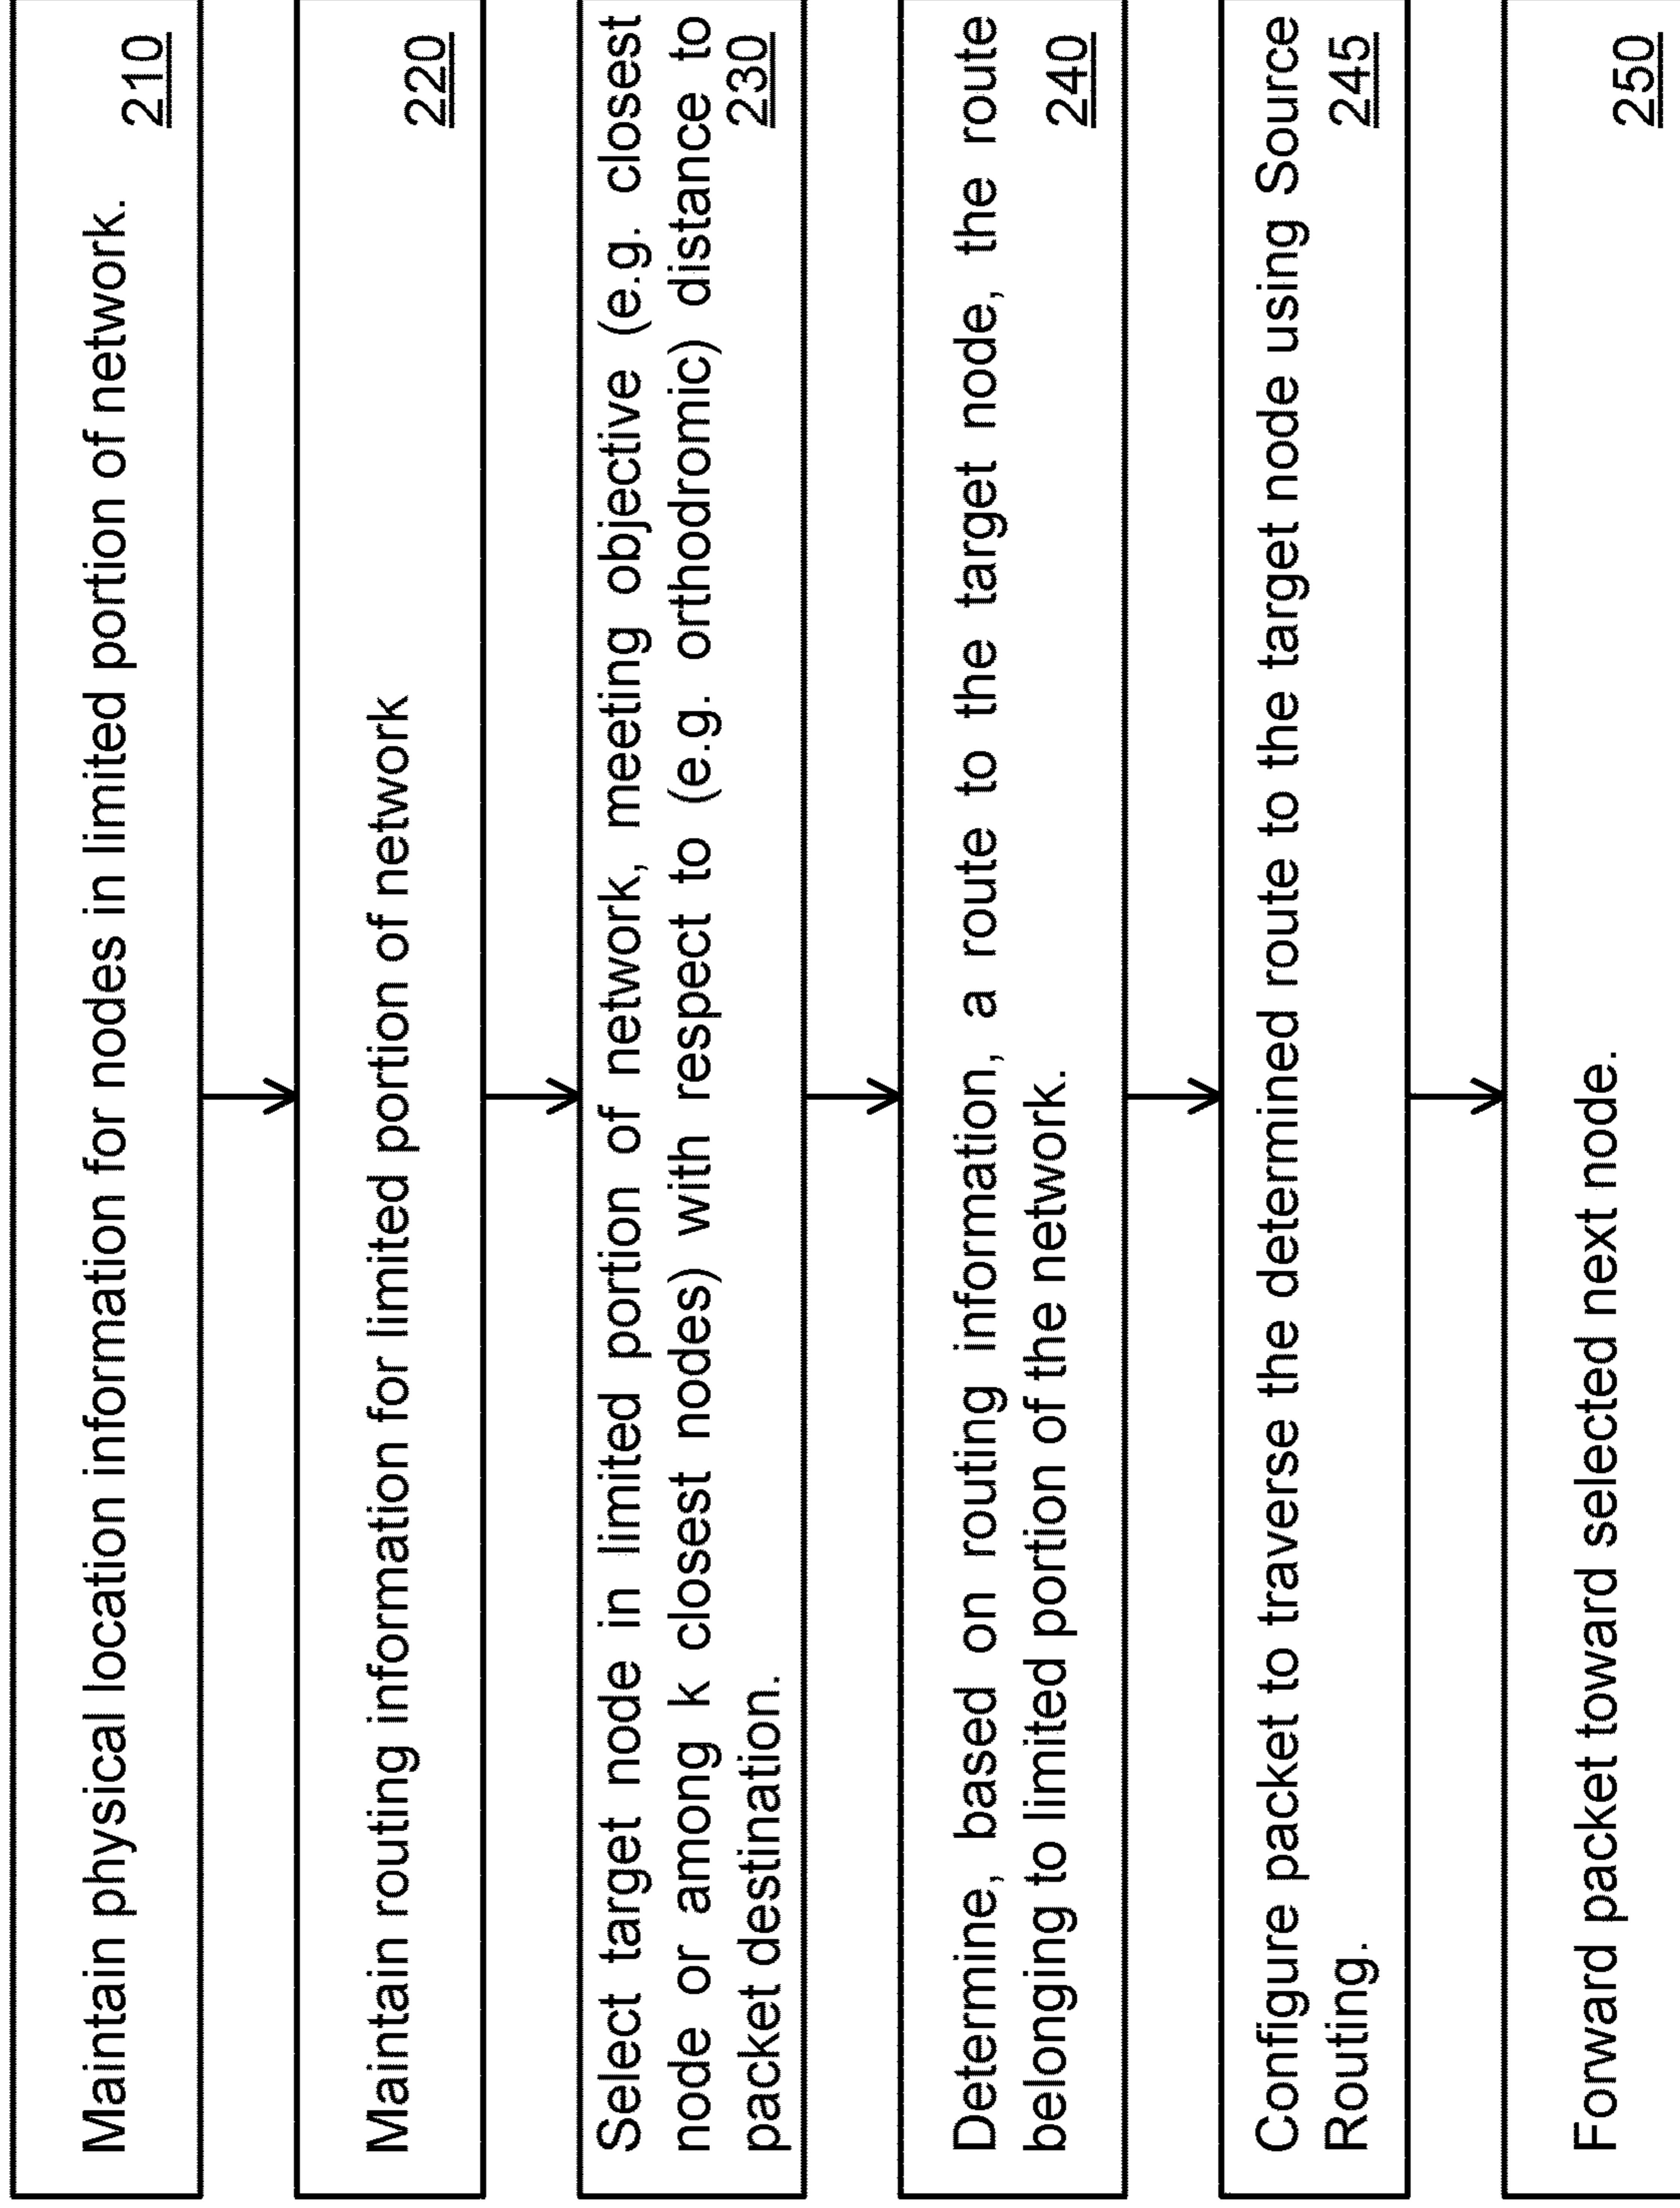 Maintain physical location information for nodes in limited portion of network.
210
Maintain routing information for limited portion of network
220
Select target node in limited portion of network, meeting objective (e.g. closest
node or among k closest nodes) with respect to (e.g. orthodromic) distance to
packet destination.
230
Determine, based on routing information, a route to the target node, the route
belonging to limited portion of the network.
240
Configure packet to traverse the determined route to the target node using Source
Routing.
245
Forward packet toward selected next node.
250